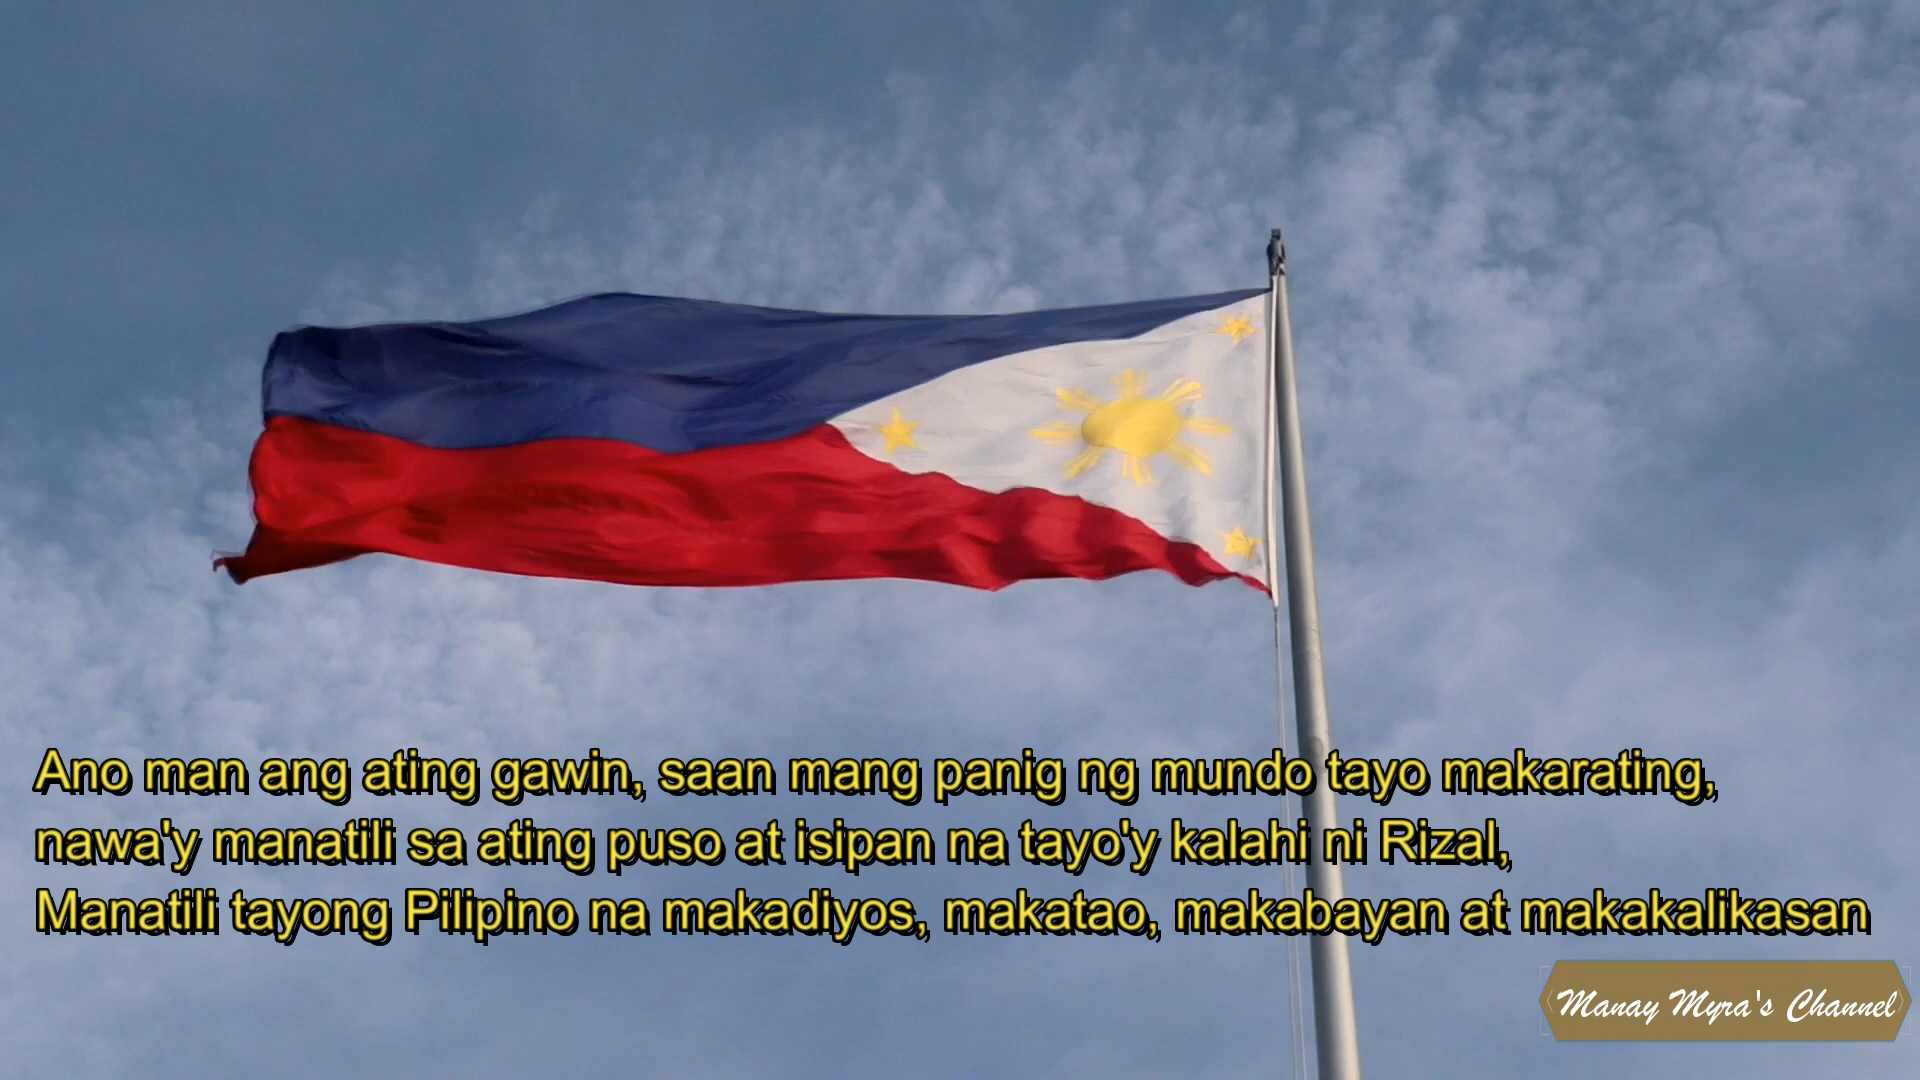 Ano man ang ating gawin, saan mang panig ng mundo tayo makarating,
nawa'y manatili sa ating puso at isipan na tayo'y kalahi ni Rizal,
Manatili tayong Pilipino na makadiyos, makatao, makabayan at makakalikasan
Manay Myra's Channel